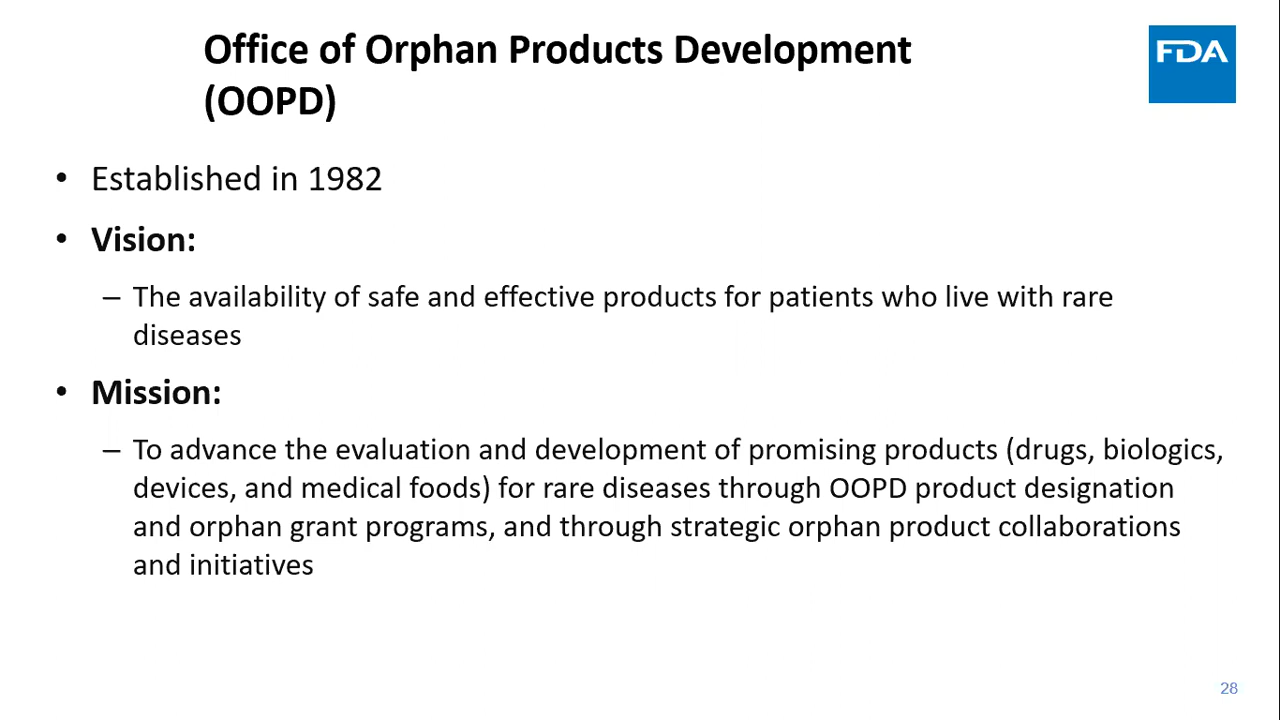 Office of Orphan Products Development
(OOPD)
FDA
• Established in 1982
• Vision:
– The availability of safe and effective products for patients who live with rare
diseases
• Mission:
– To advance the evaluation and development of promising products (drugs, biologics,
devices, and medical foods) for rare diseases through OOPD product designation
and orphan grant programs, and through strategic orphan product collaborations
and initiatives
28